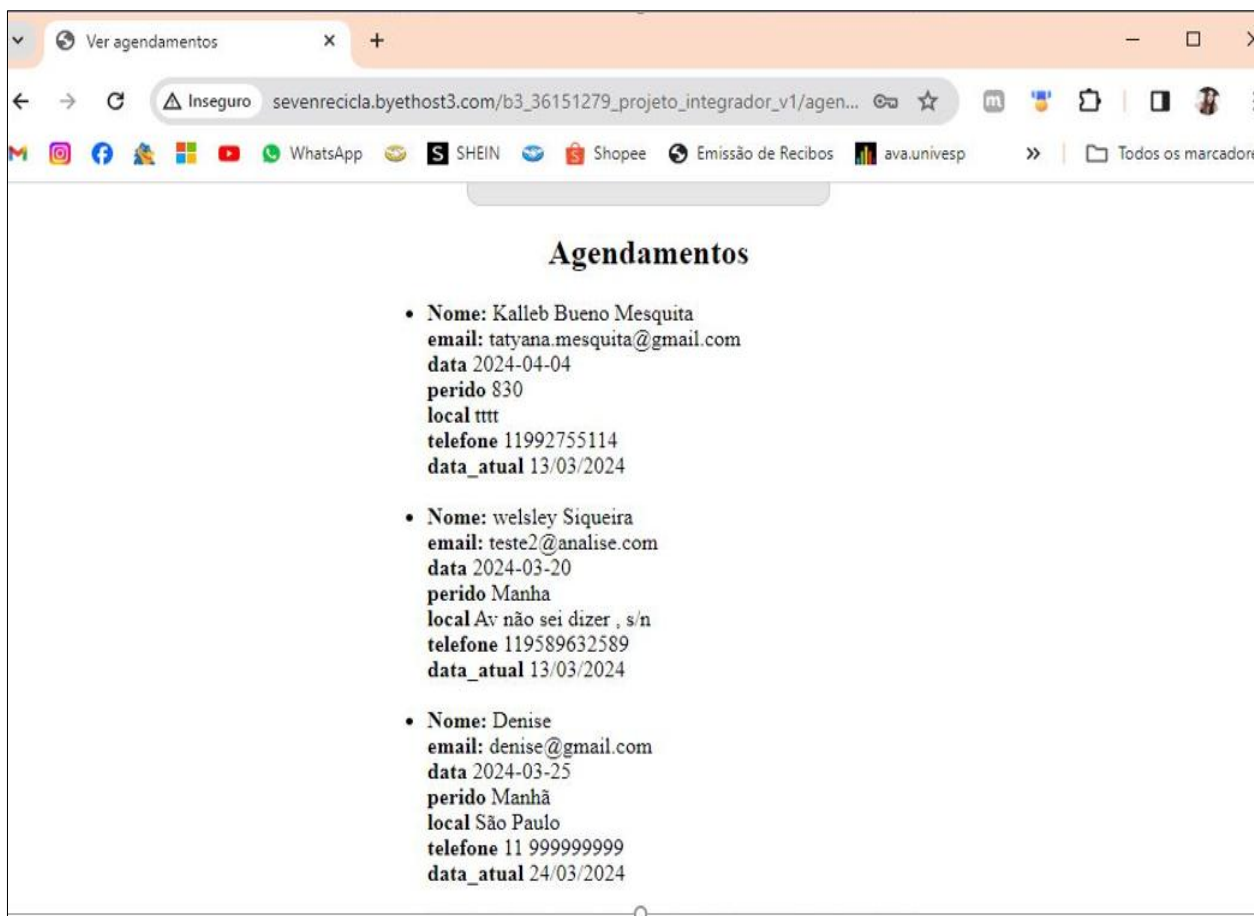 Ver agendamentos
Inseguro sevenrecicla.byethost3.com/b3_36151279_projeto_integrador_v1/agen...
WhatsApp S SHEIN Shopee Emissão de Recibos ava.univesp » Todos os marcadore
Agendamentos
• Nome: Kalleb Bueno Mesquita
email: tatyana.mesquita@gmail.com
data 2024-04-04
perido 830
local tttt
telefone 11992755114
data_atual 13/03/2024
• Nome: welsley Siqueira
email: teste2@analise.com
data 2024-03-20
perido Manha
local Av não sei dizer , s/n
telefone 119589632589
data_atual 13/03/2024
• Nome: Denise
email: denise@gmail.com
data 2024-03-25
perido Manhã
local São Paulo
telefone 11 999999999
data_atual 24/03/2024